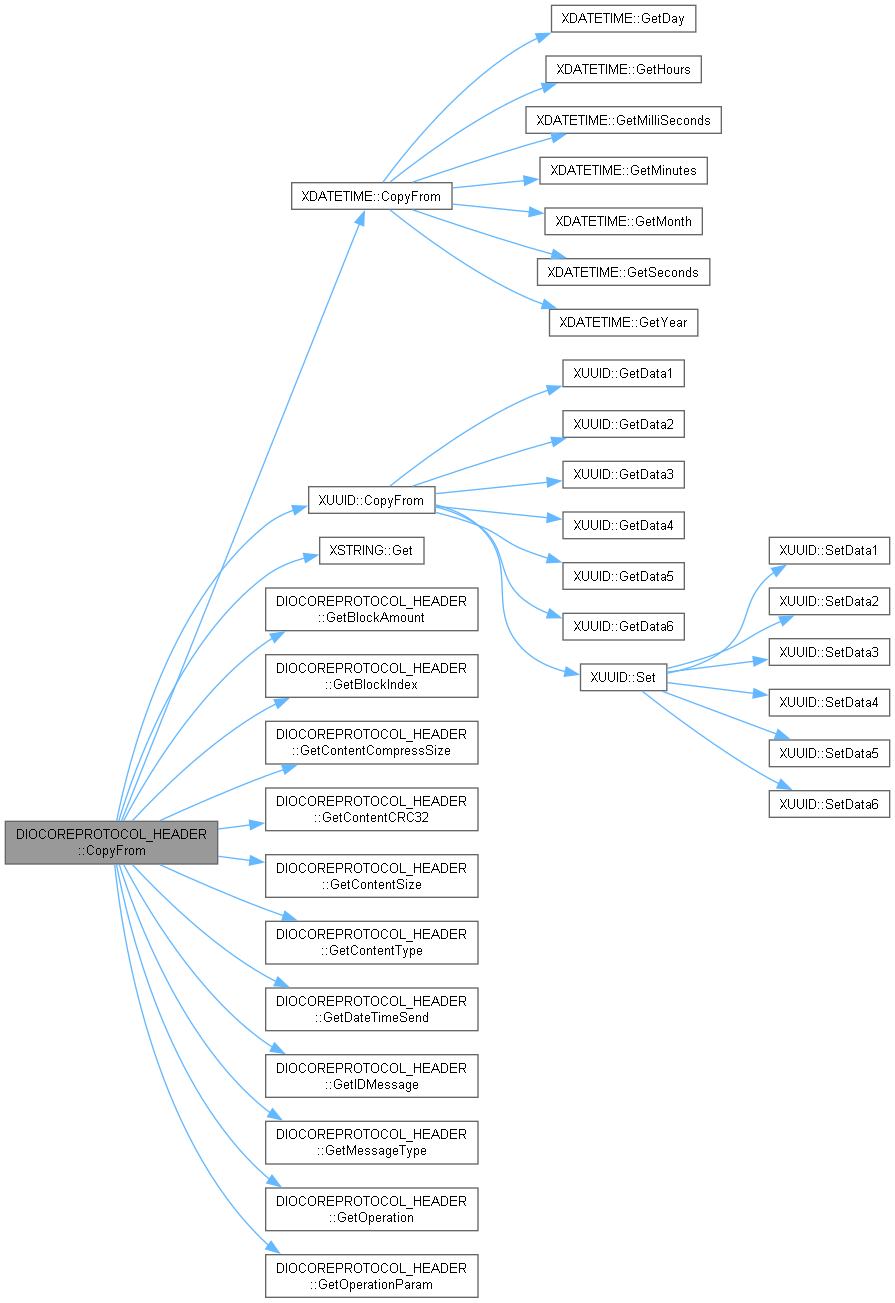 XDATETIME::GetDay
XDATETIME::GetHours
XDATETIME::GetMilliSeconds
XDATETIME::GetMinutes
XDATETIME::CopyFrom
XDATETIME::GetMonth
XDATETIME::GetSeconds
XDATETIME::GetYear
XUUID::GetData1
XUUID::GetData2
XUUID::GetData3
XUUID::CopyFrom
XUUID::GetData4
XSTRING::Get
XUUID::GetData5
XUUID::GetData6
XUUID::Set
XUUID::SetData1
XUUID::SetData2
XUUID::SetData3
XUUID::SetData4
XUUID::SetData5
XUUID::SetData6
DIOCOREPROTOCOL_HEADER
::GetBlockAmount
DIOCOREPROTOCOL_HEADER
::GetBlockIndex
DIOCOREPROTOCOL_HEADER
::GetContentCompressSize
DIOCOREPROTOCOL_HEADER
::GetContentCRC32
DIOCOREPROTOCOL_HEADER
::CopyFrom
DIOCOREPROTOCOL_HEADER
::GetContentSize
DIOCOREPROTOCOL_HEADER
::GetContentType
DIOCOREPROTOCOL_HEADER
::GetDateTimeSend
DIOCOREPROTOCOL_HEADER
::GetIDMessage
DIOCOREPROTOCOL_HEADER
::GetMessageType
DIOCOREPROTOCOL_HEADER
::GetOperation
DIOCOREPROTOCOL_HEADER
::GetOperationParam